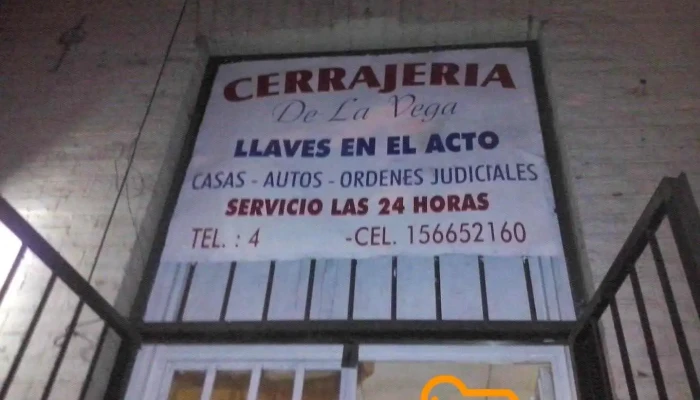 CERRAJERIA
De La Vega
LLAVES EN EL ACTO
CASAS - AUTOS - ORDENES JUDICIALES
SERVICIO LAS 24 HORAS
TEL. : 4 -CEL. 156652160